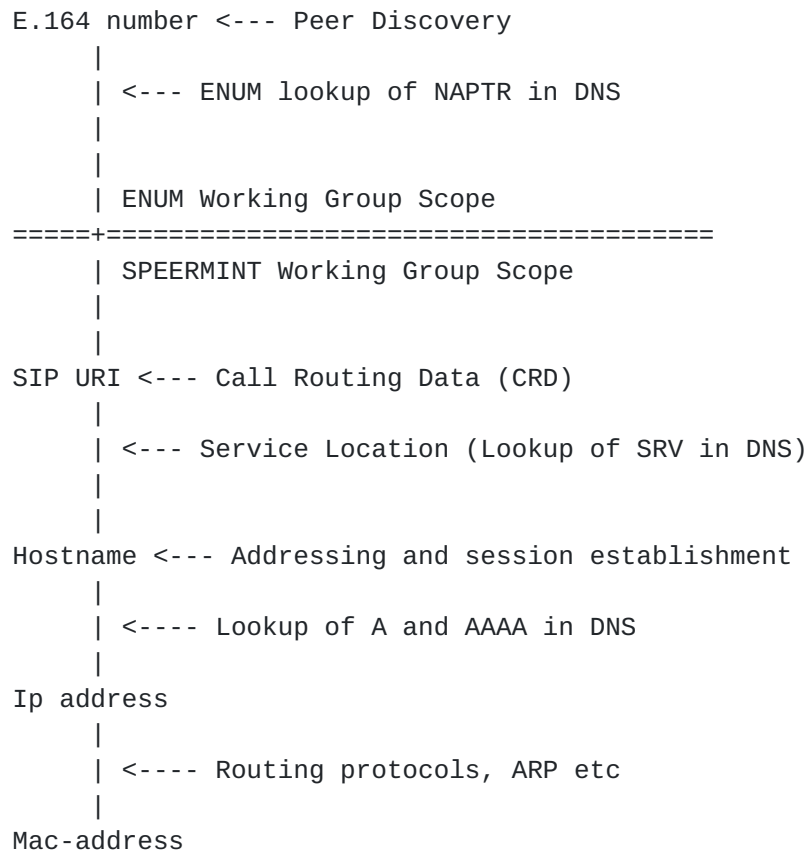 E.164 number <--- Peer Discovery
|
| <--- ENUM lookup of NAPTR in DNS
|
|
| ENUM Working Group Scope
=====+=======================================
| SPEERMINT Working Group Scope
|
|
SIP URI <--- Call Routing Data (CRD)
|
| <--- Service Location (Lookup of SRV in DNS)
|
|
Hostname <--- Addressing and session establishment
|
| <---- Lookup of A and AAAA in DNS
|
Ip address
|
| <---- Routing protocols, ARP etc
|
Mac-address